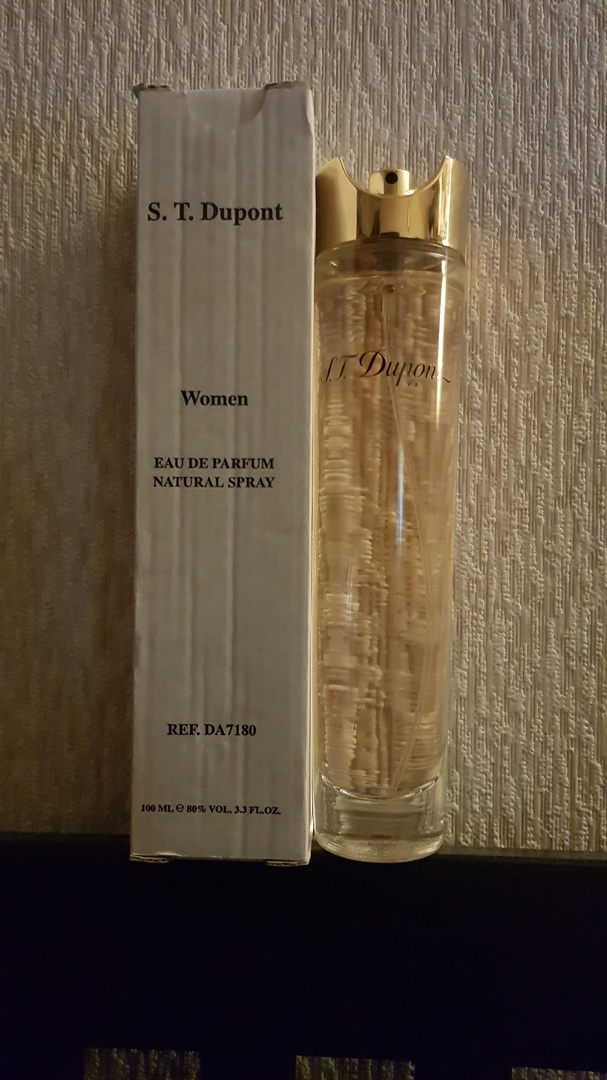 S. T. Dupont
Women
EAU DE PARFUM
NATURAL SPRAY
REF. DA7180
100 ML ℮ 80% VOL. 3.3 FL.OZ.
S.T. Dupont